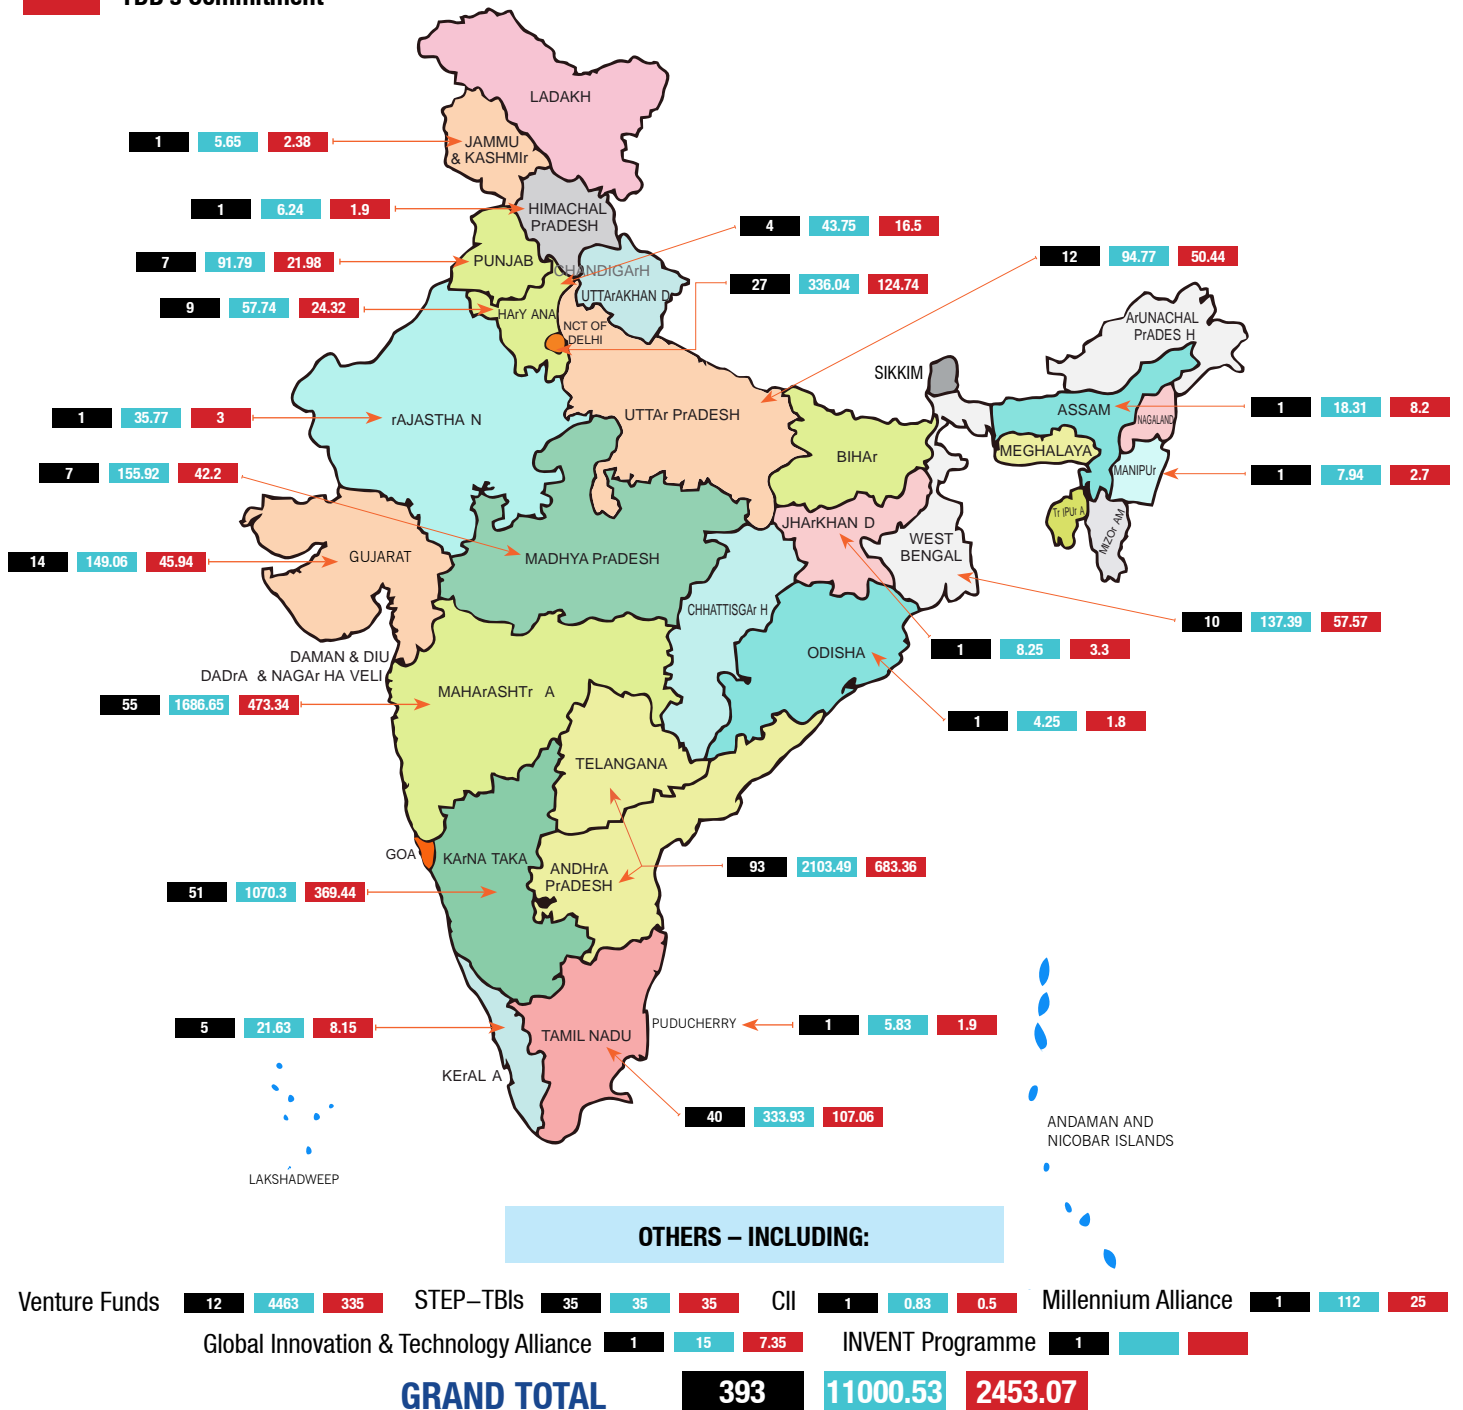 TDB's Commitment
LADAKH
1 5.65 2.38
JAMMU
& KASHMIr
1 6.24 1.9
HIMACHAL
PrADESH
4 43.75 16.5
7 91.79 21.98
PUNJAB
12 94.77 50.44
CHANDIGArH
27 336.04 124.74
UTTArAKHAN D
9 57.74 24.32
HArY ANA
NCT OF
DELHI
ArUNACHAL
PrADES H
SIKKIM
1 35.77 3
rAJASTHA N
UTTAr PrADESH
ASSAM
1 18.31 8.2
NAGALAND
BIHAr
MEGHALAYA
7 155.92 42.2
MANIPUr
1 7.94 2.7
Tr IPUr A
MIZOr AM
JHArKHAN D
WEST
BENGAL
14 149.06 45.94
GUJARAT
MADHYA PrADESH
CHHATTISGAr H
10 137.39 57.57
1 8.25 3.3
ODISHA
DAMAN & DIU
DADrA & NAGAr HA VELI
MAHArASHTr A
55 1686.65 473.34
1 4.25 1.8
TELANGANA
GOA
KArNA TAKA
ANDHrA
PrADESH
93 2103.49 683.36
51 1070.3 369.44
5 21.63 8.15
TAMIL NADU
PUDUCHERRY
1 5.83 1.9
KErAL A
40 333.93 107.06
ANDAMAN AND
NICOBAR ISLANDS
LAKSHADWEEP
OTHERS – INCLUDING:
Venture Funds 12 4463 335 STEP–TBIs 35 35 35 CII 1 0.83 0.5 Millennium Alliance 1 112 25
Global Innovation & Technology Alliance 1 15 7.35 INVENT Programme 1
GRAND TOTAL 393 11000.53 2453.07